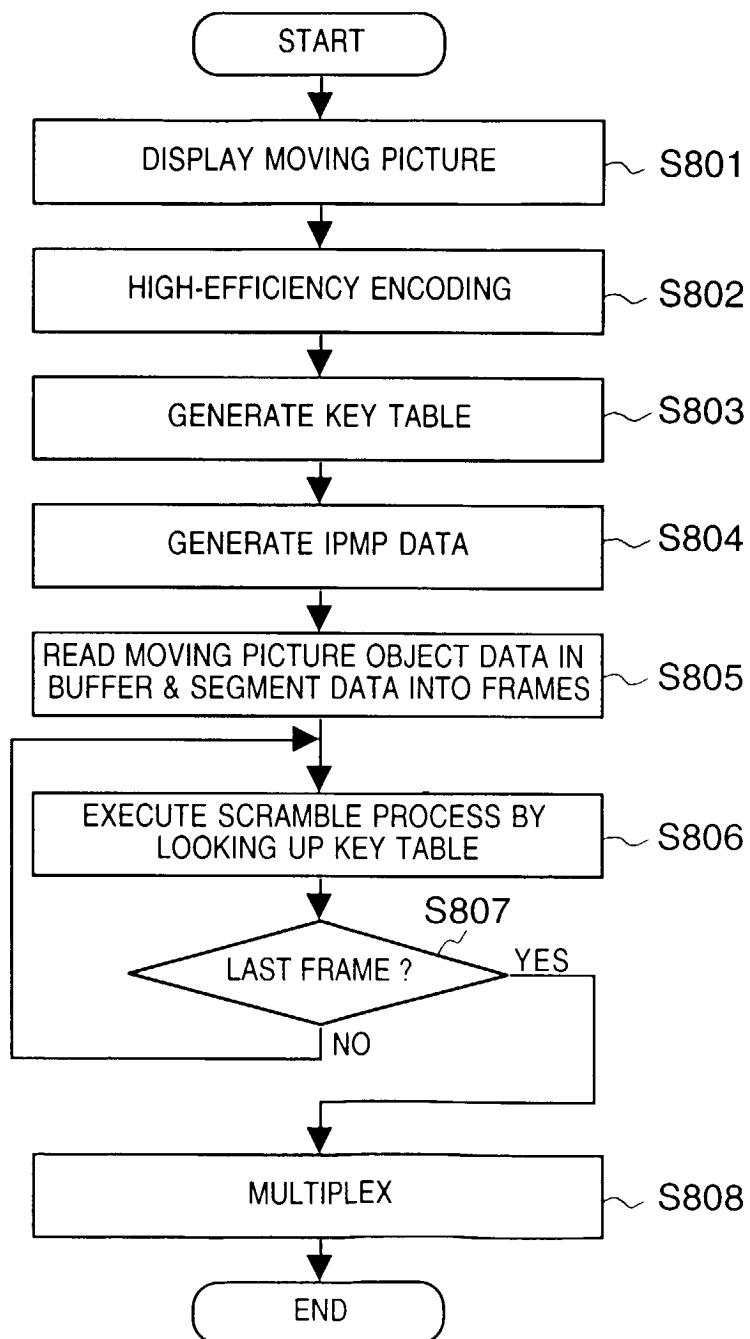 START
DISPLAY MOVING PICTURE
S801
HIGH-EFFICIENCY ENCODING
S802
GENERATE KEY TABLE
S803
GENERATE IPMP DATA
S804
READ MOVING PICTURE OBJECT DATA IN
BUFFER & SEGMENT DATA INTO FRAMES
S805
EXECUTE SCRAMBLE PROCESS BY
LOOKING UP KEY TABLE
S806
S807
LAST FRAME ?
YES
NO
MULTIPLEX
S808
END